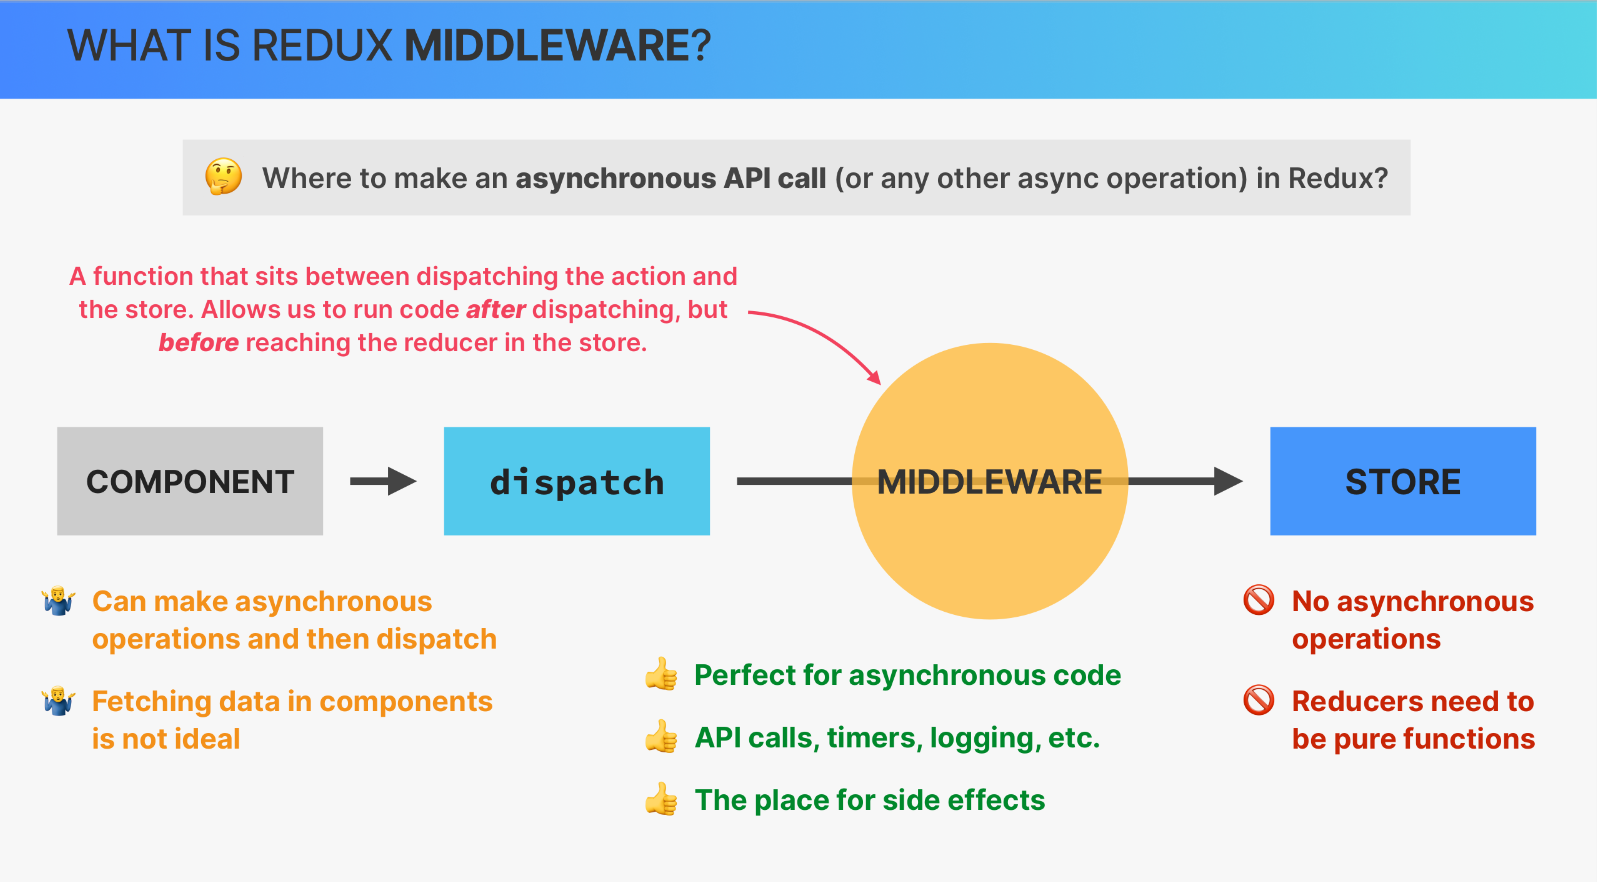 WHAT IS REDUX MIDDLEWARE?
🤔 Where to make an asynchronous API call (or any other async operation) in Redux?
A function that sits between dispatching the action and
the store. Allows us to run code after dispatching, but
before reaching the reducer in the store.
COMPONENT
dispatch
MIDDLEWARE
STORE
🤷‍♂️ Can make asynchronous
operations and then dispatch
🤷‍♂️ Fetching data in components
is not ideal
👍 Perfect for asynchronous code
👍 API calls, timers, logging, etc.
👍 The place for side effects
🚫 No asynchronous
operations
🚫 Reducers need to
be pure functions